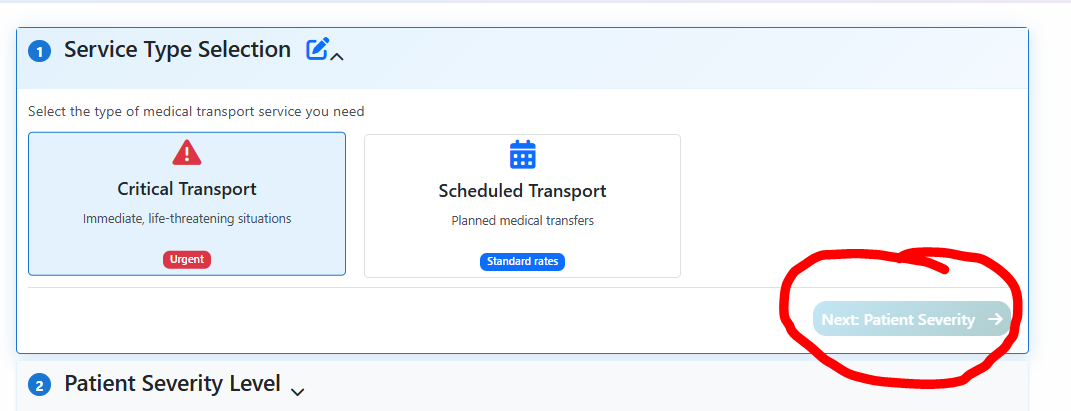 1 Service Type Selection
Select the type of medical transport service you need
Critical Transport
Immediate, life-threatening situations
Urgent
Scheduled Transport
Planned medical transfers
Standard rates
Next: Patient Severity →
2 Patient Severity Level